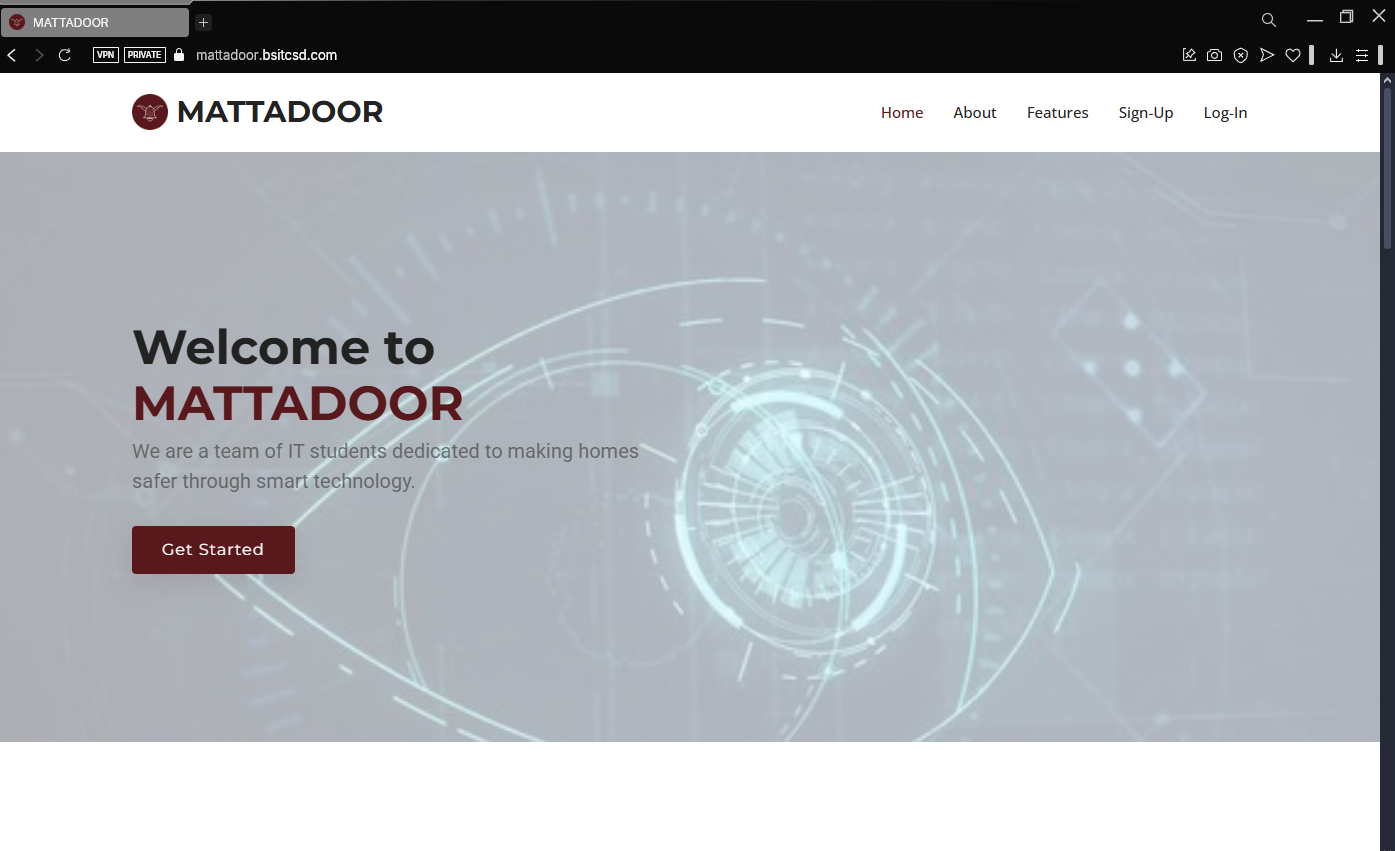 MATTADOOR
VPN PRIVATE mattadoor.bsitcsd.com
MATTADOOR
Home About Features Sign-Up Log-In
Welcome to
MATTADOOR
We are a team of IT students dedicated to making homes
safer through smart technology.
Get Started